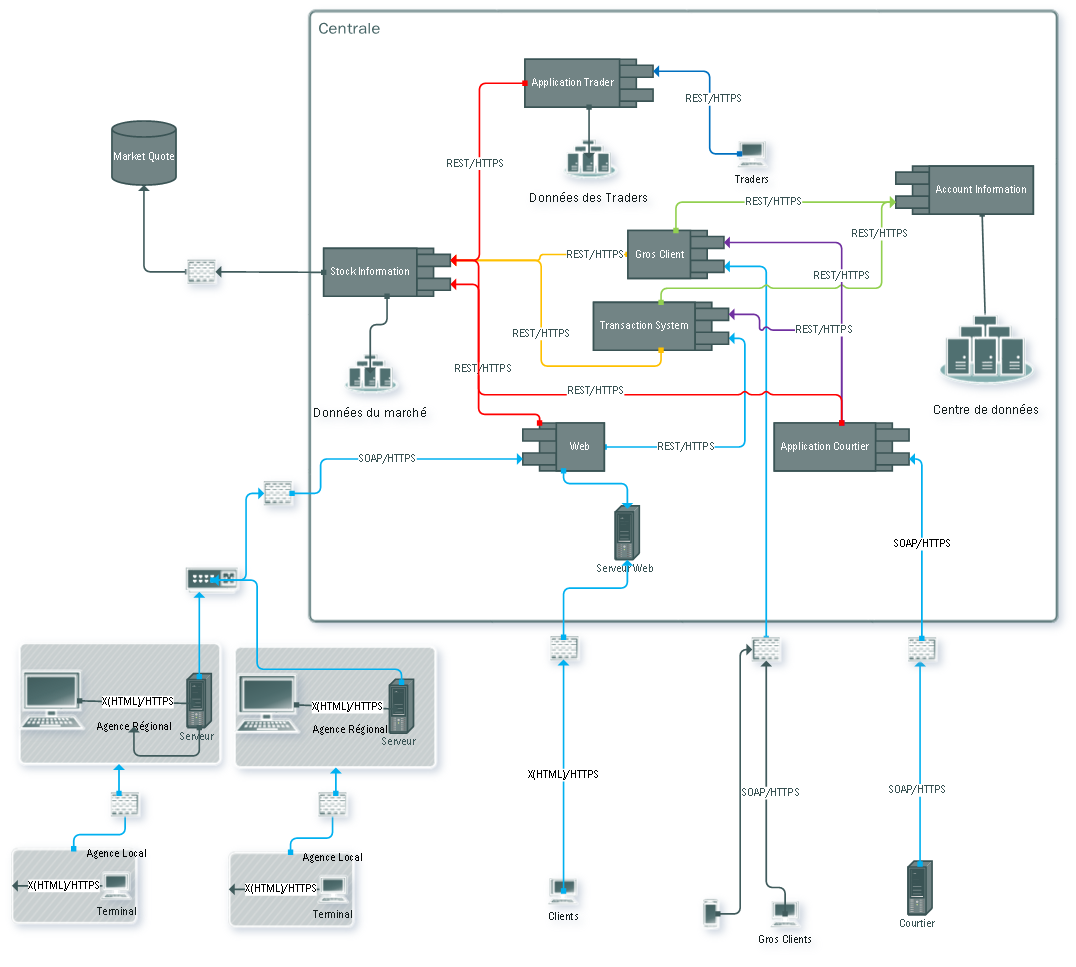 Centrale
Application Trader
REST/HTTPS
Market Quote
REST/HTTPS
Traders
Données des Traders
Account Information
REST/HTTPS
REST/HTTPS
Stock Information
REST/HTTPS
Gros Client
REST/HTTPS
Transaction System
REST/HTTPS
REST/HTTPS
REST/HTTPS
REST/HTTPS
Données du marché
Centre de données
Web
REST/HTTPS
Application Courtier
SOAP/HTTPS
SOAP/HTTPS
Serveur Web
X(HTML)/HTTPS
Agence Régional
Serveur
X(HTML)/HTTPS
Agence Régional
Serveur
X(HTML)/HTTPS
SOAP/HTTPS
SOAP/HTTPS
Agence Local
X(HTML)/HTTPS
Terminal
Agence Local
X(HTML)/HTTPS
Terminal
Clients
Gros Clients
Courtier